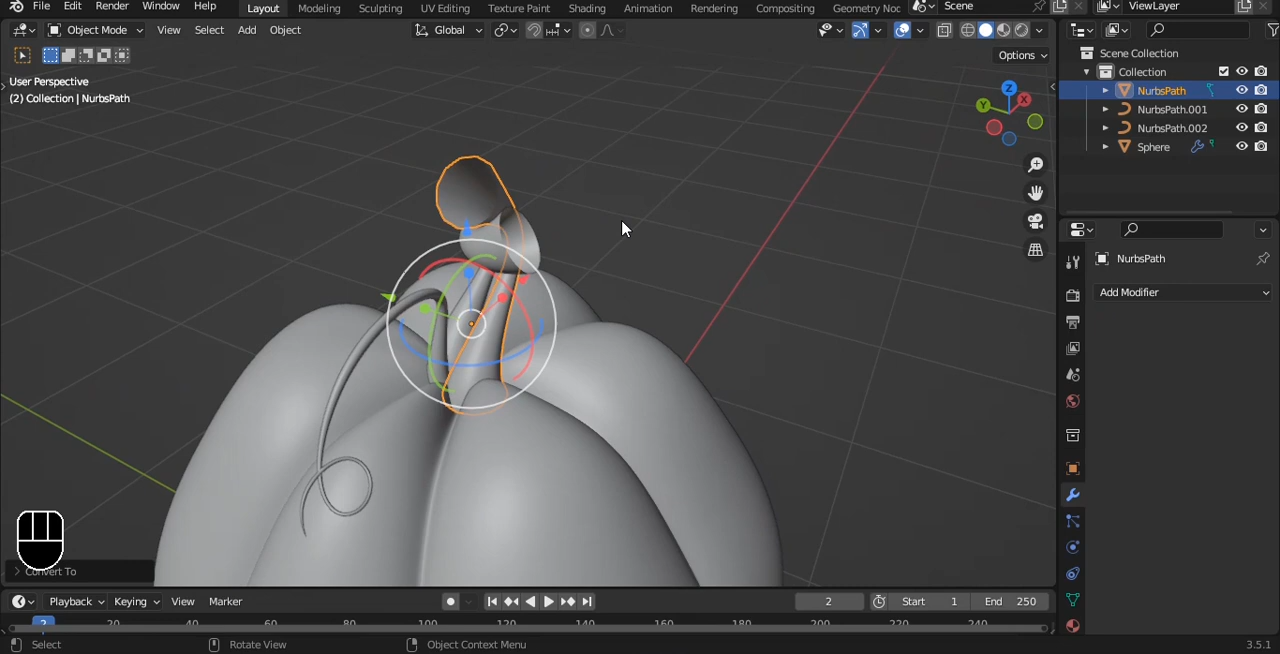 File Edit Render Window Help Layout Modeling Sculpting UV Editing Texture Paint Shading Animation Rendering Compositing Geometry Noc Scene ViewLayer
Object Mode View Select Add Object Global
Options
User Perspective
(2) Collection | NurbsPath
Z
X
Y
Scene Collection
Collection
NurbsPath
NurbsPath.001
NurbsPath.002
Sphere
NurbsPath
Add Modifier
Convert To
Playback Keying View Marker 2 Start 1 End 250
2 20 40 60 80 100 120 140 160 180 200 220 240
Select Rotate View Object Context Menu 3.5.1